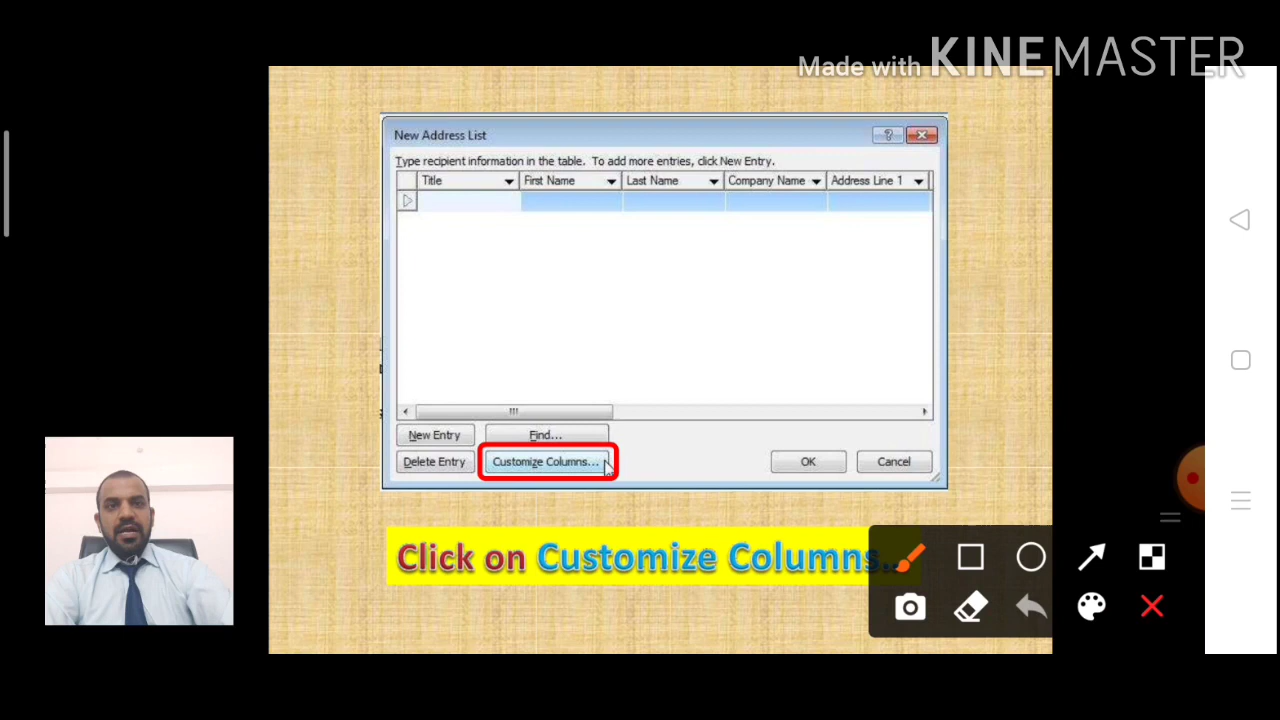 Made with KINEMASTER
New Address List
Type recipient information in the table. To add more entries, click New Entry.
Title First Name Last Name Company Name Address Line 1
New Entry Find...
Delete Entry Customize Columns... OK Cancel
Click on Customize Columns...